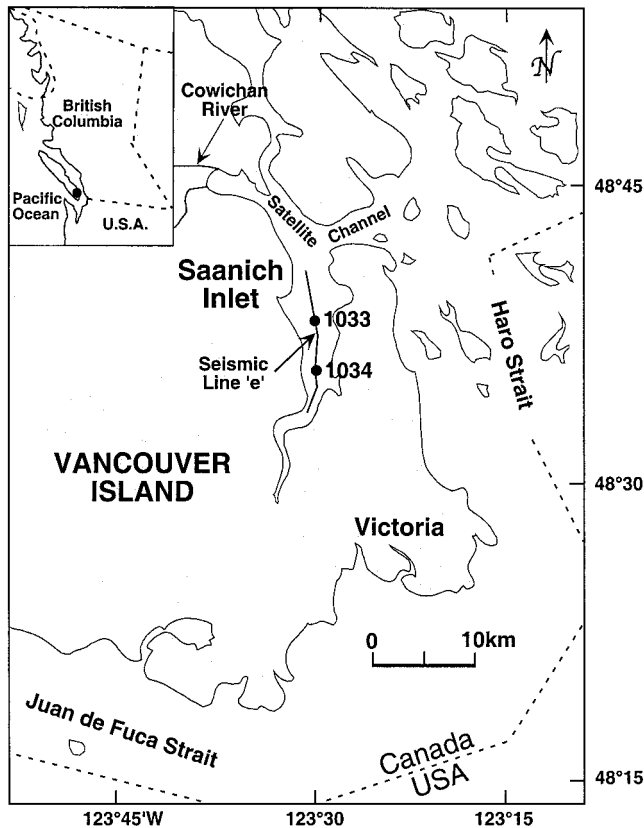 N
British
Columbia
Pacific
Ocean
U.S.A.
Cowichan
River
48°45
Satellite
Channel
Saanich
Inlet
1033
Seismic
Line 'e'
1034
Haro Strait
VANCOUVER
ISLAND
48°30
Victoria
0 10km
Juan de Fuca Strait
Canada
USA
48°15
123°45'W 123°30 123°15